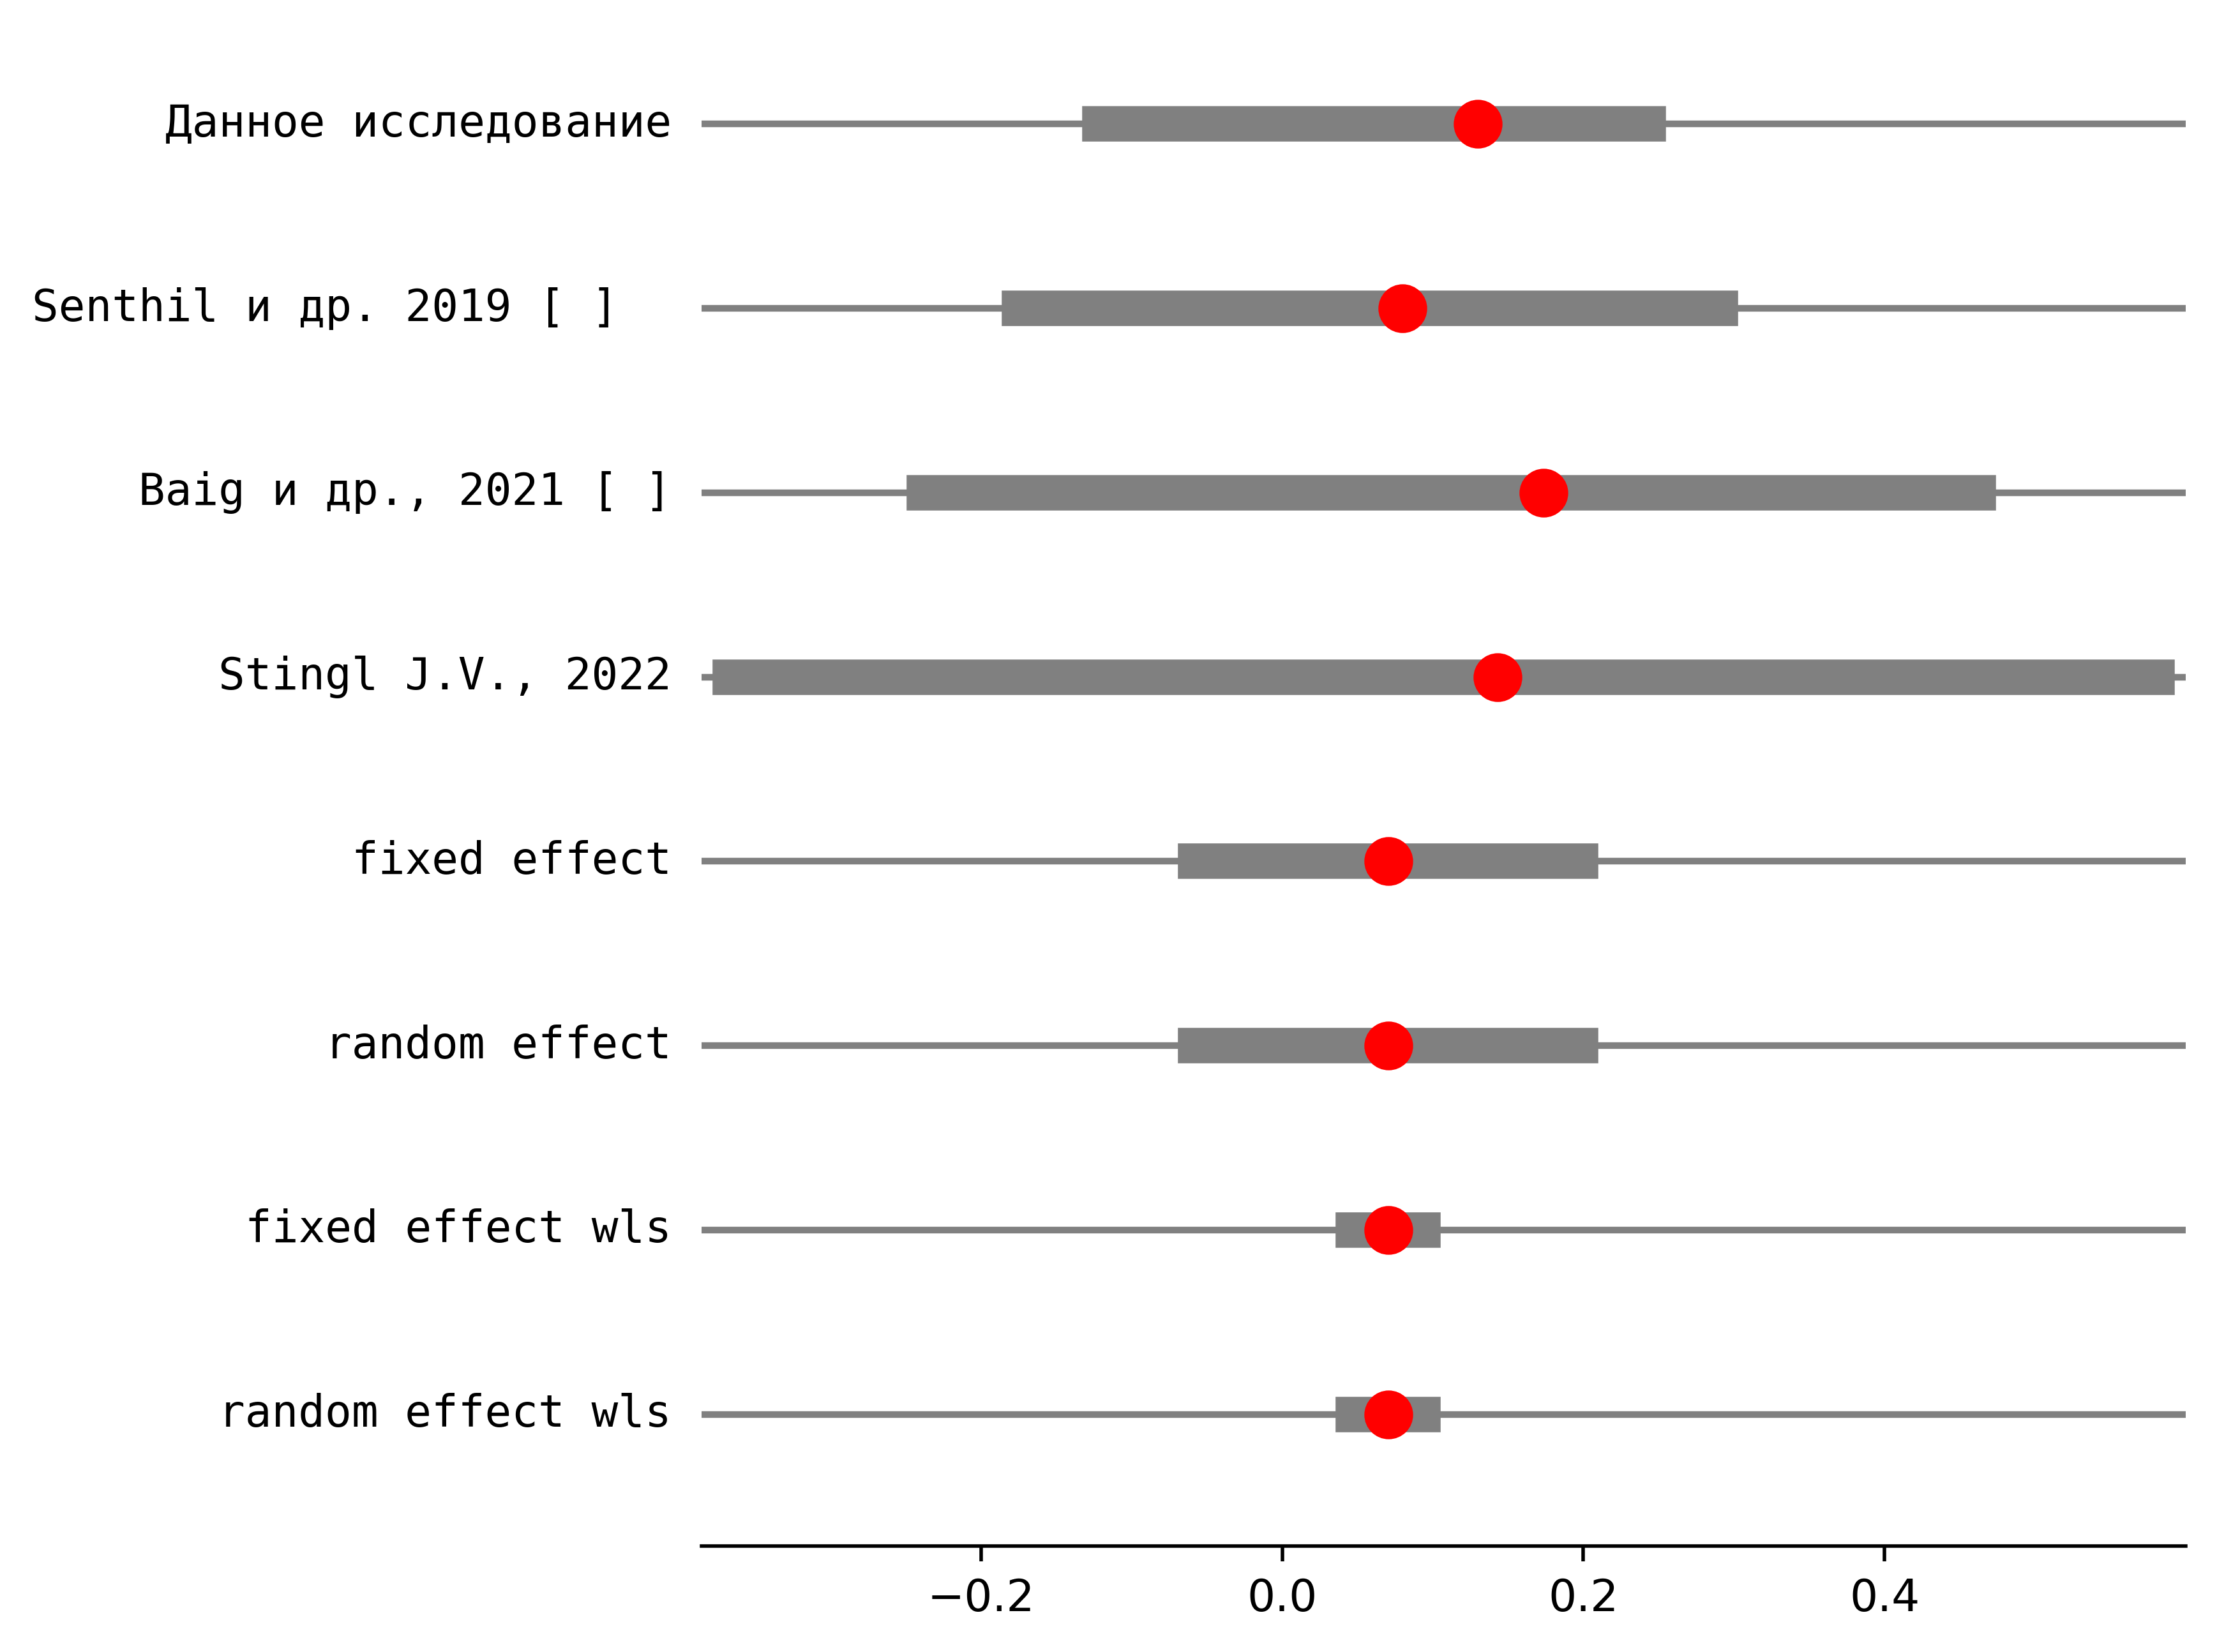 Данное исследование
Senthil и др. 2019 [ ]
Baig и др., 2021 [ ]
Stingl J.V., 2022
fixed effect
random effect
fixed effect wls
random effect wls
−0.2 0.0 0.2 0.4